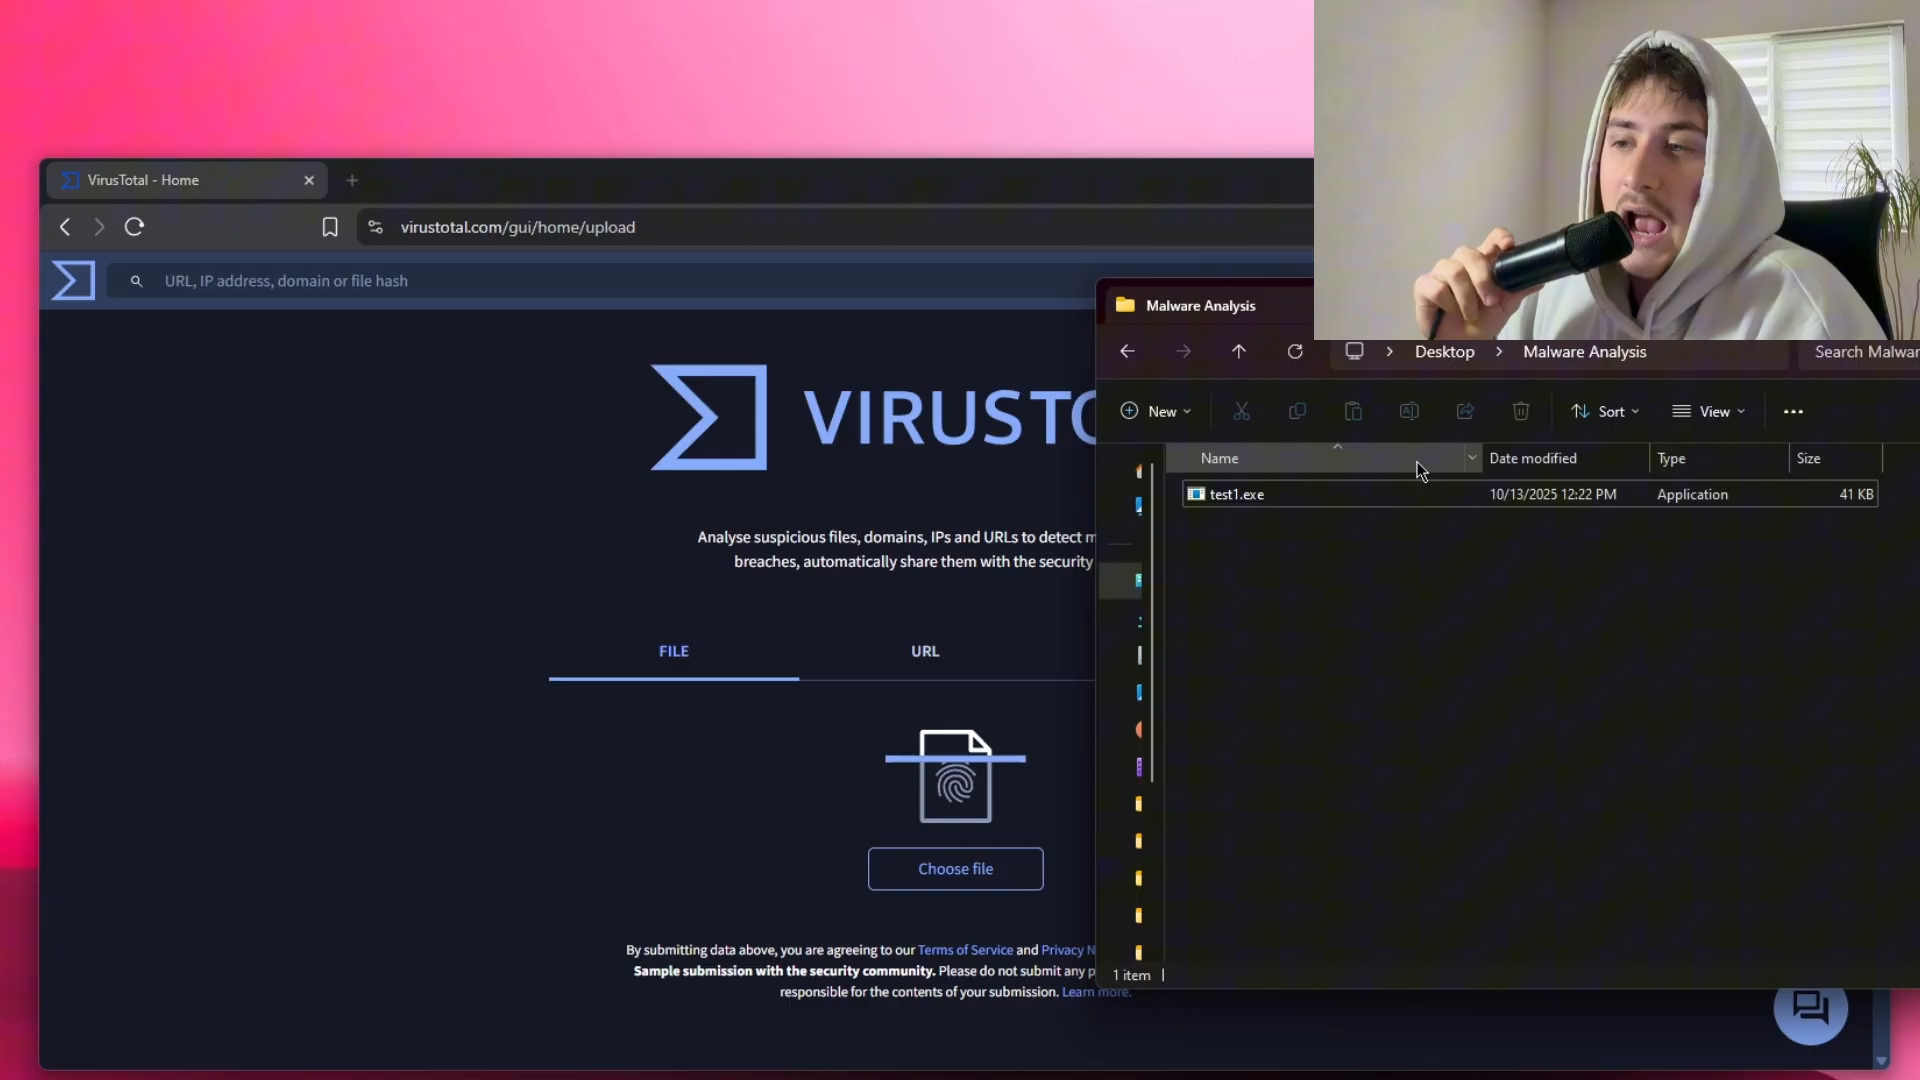 VirusTotal - Home
virustotal.com/gui/home/upload
URL, IP address, domain or file hash
VIRUSTO
Analyse suspicious files, domains, IPs and URLs to detect m
breaches, automatically share them with the security
FILE
URL
Choose file
By submitting data above, you are agreeing to our Terms of Service and Privacy N
Sample submission with the security community. Please do not submit any p
responsible for the contents of your submission. Learn more.
Malware Analysis
Desktop > Malware Analysis
Search Malwar
New
Sort
View
Name
Date modified
Type
Size
test1.exe
10/13/2025 12:22 PM
Application
41 KB
1 item